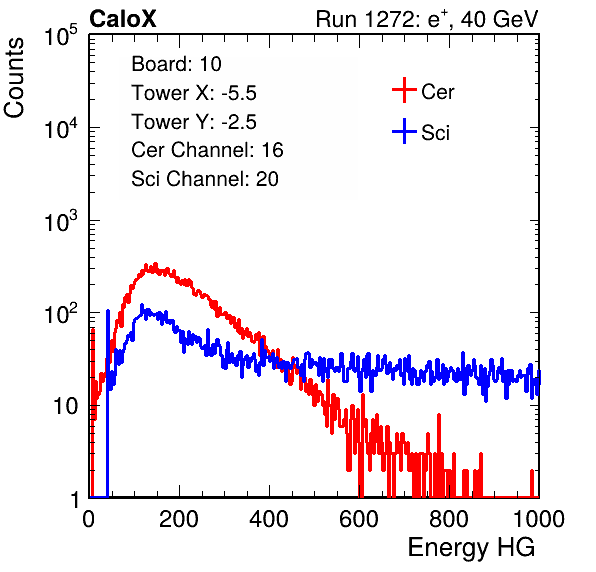 CaloX Run 1272: e⁺, 40 GeV
Counts
Board: 10
Tower X: -5.5
Tower Y: -2.5
Cer Channel: 16
Sci Channel: 20
Cer
Sci
10⁵
10⁴
10³
10²
10
1
0 200 400 600 800 1000
Energy HG